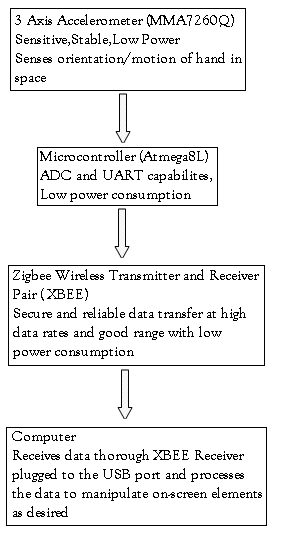 3 Axis Accelerometer (MMA7260Q)
Sensitive,Stable,Low Power
Senses orientation/motion of hand in
space
Microcontroller (Atmega8L)
ADC and UART capabilites,
Low power consumption
Zigbee Wireless Transmitter and Receiver
Pair (XBEE)
Secure and reliable data transfer at high
data rates and good range with low
power consumption
Computer
Receives data thorough XBEE Receiver
plugged to the USB port and processes
the data to manipulate on-screen elements
as desired